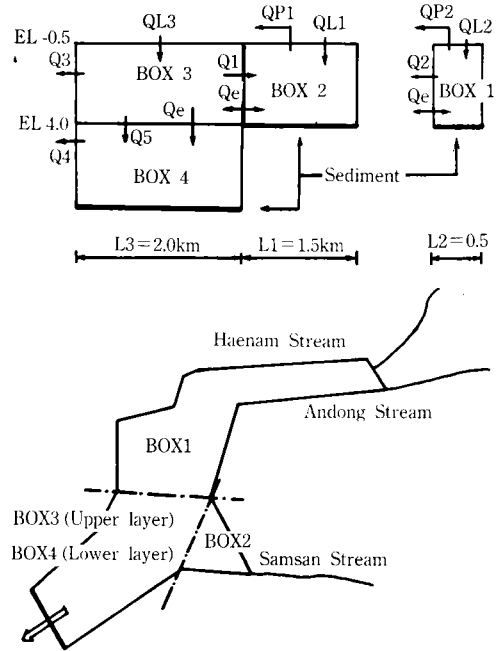 QP1 QP2
QL3 QL1 QL2
EL -0.5
Q3 BOX 3 Q1 Q2
Qe BOX 2 Qe BOX 1
Qe
EL 4.0
Q5
Q4
BOX 4 Sediment
L3=2.0km L1=1.5km L2=0.5
Haenam Stream
Andong Stream
BOX1
BOX3 (Upper layer)
BOX2
BOX4 (Lower layer) Samsan Stream